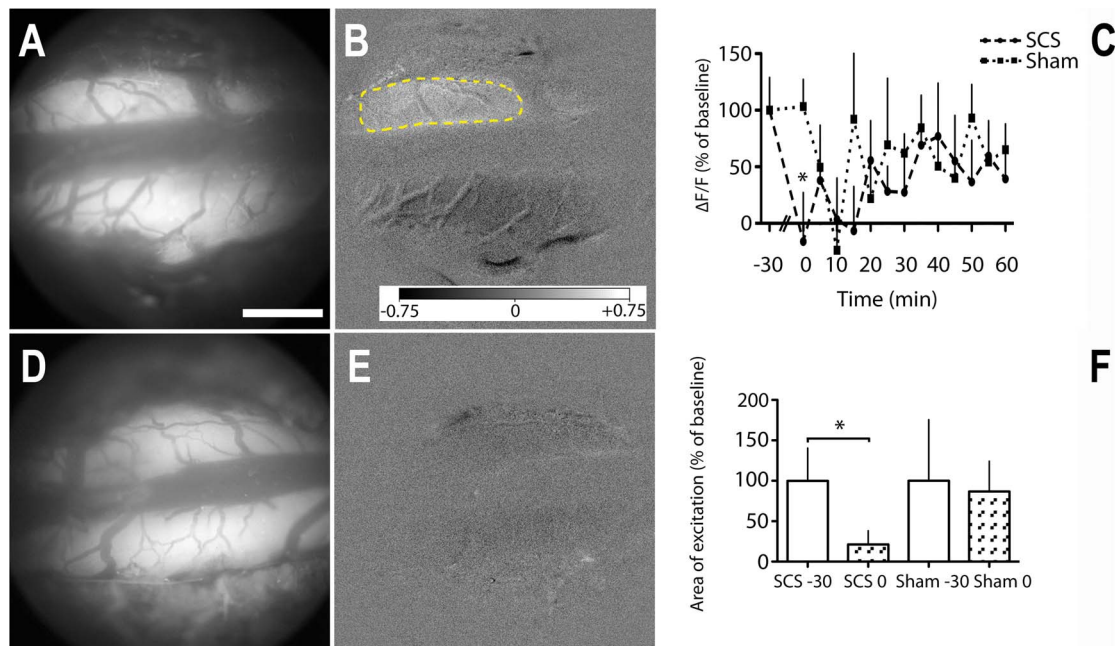 A
B
-0.75 0 +0.75
C
SCS
Sham
ΔF/F (% of baseline)
150
100
50
0
*
-30 0 10 20 30 40 50 60
Time (min)
D
E
F
Area of excitation (% of baseline)
200
150
100
50
0
*
SCS -30 SCS 0 Sham -30 Sham 0